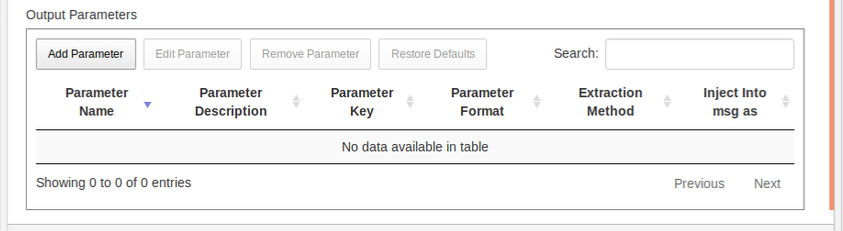 Output Parameters
Add Parameter Edit Parameter Remove Parameter Restore Defaults Search:
Parameter Name Parameter Description Parameter Key Parameter Format Extraction Method Inject Into msg as
No data available in table
Showing 0 to 0 of 0 entries Previous Next